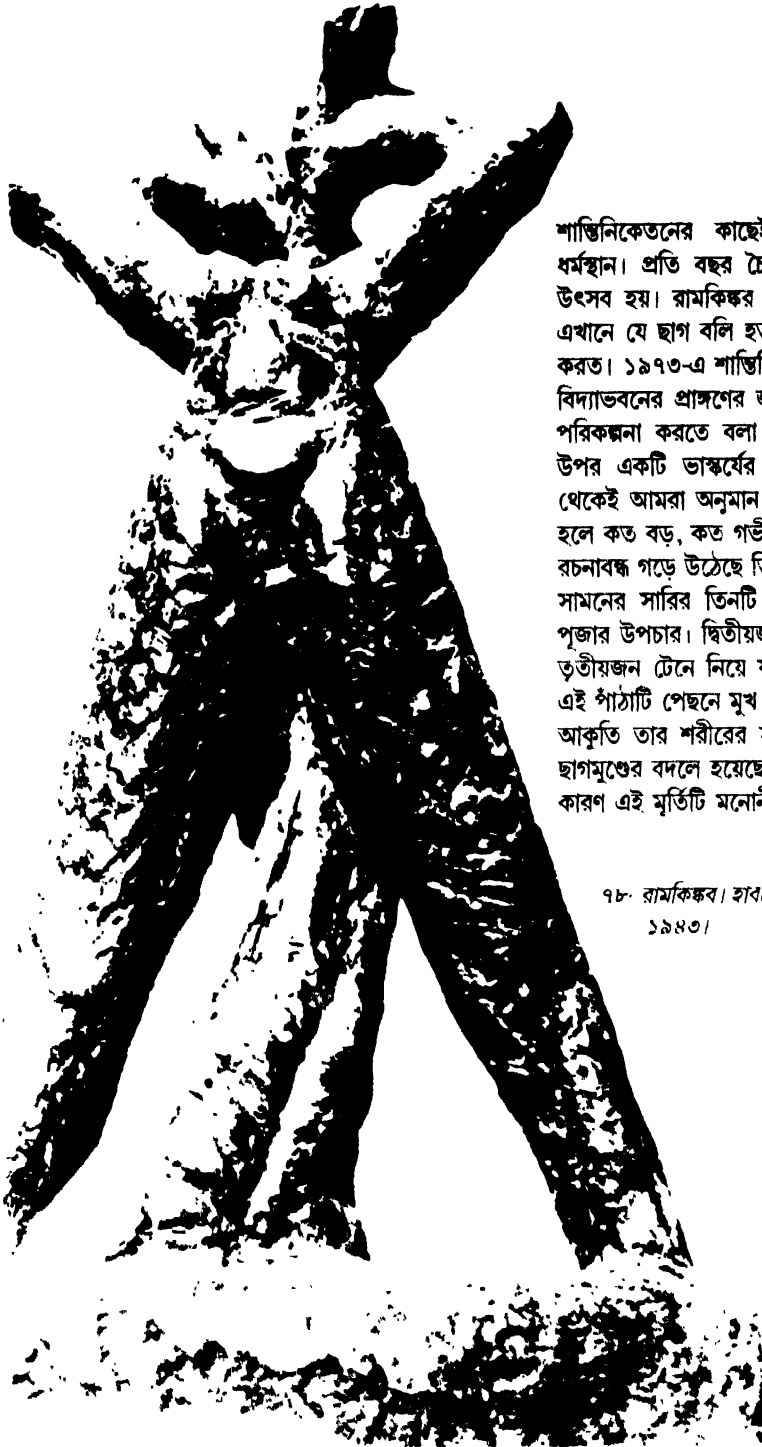 শান্তিনিকেতনের কাছেই
ধর্মস্থান। প্রতি বছর চৈ
উৎসব হয়। রামকিঙ্কর
এখানে যে ছাগ বলি হত
করত। ১৯৭৩-এ শান্তিনি
বিদ্যাভবনের প্রাঙ্গণের জ
পরিকল্পনা করতে বলা
উপর একটি ভাস্কর্যের
থেকেই আমরা অনুমান
হলে কত বড়, কত গভী
রচনাবন্ধ গড়ে উঠেছে তি
সামনের সারির তিনটি
পূজার উপচার। দ্বিতীয়জ
তৃতীয়জন টেনে নিয়ে য
এই পাঁঠাটি পেছনে মুখ
আকৃতি তার শরীরের স
ছাগমুণ্ডের বদলে হয়েছে
কারণ এই মূর্তিটি মনোনী
৭৮· রামকিঙ্কব। হাব
১৯৪৩।